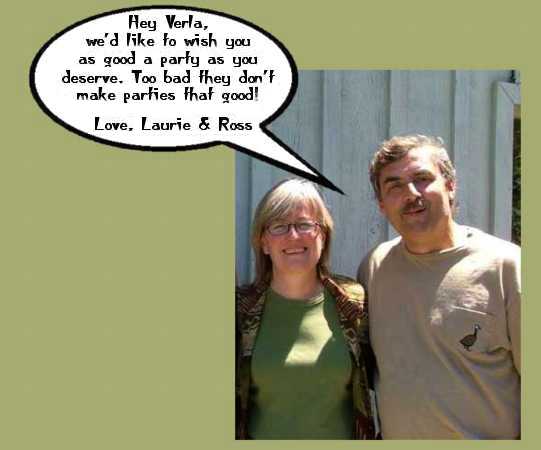 Hey Verla,
we'd like to wish you
as good a party as you
deserve. Too bad they don't
make parties that good!
Love, Laurie & Ross